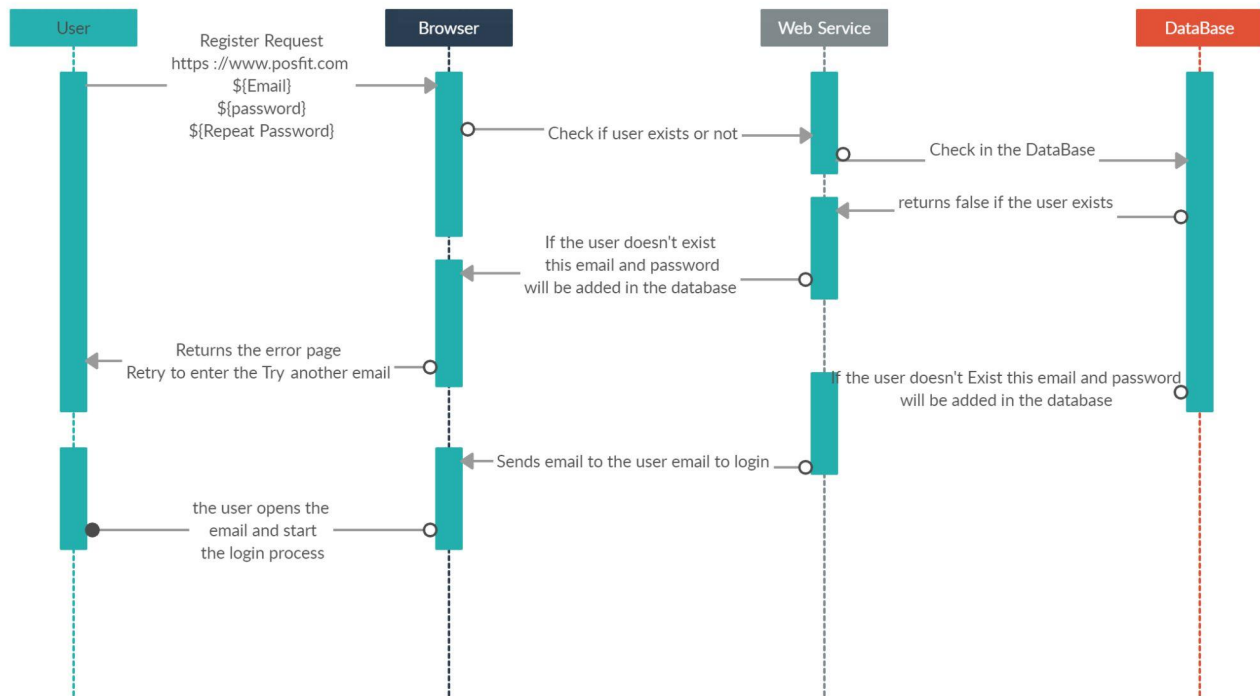 User
Browser
Web Service
DataBase
Register Request
https ://www.posfit.com
${Email}
${password}
${Repeat Password}
Check if user exists or not
Check in the DataBase
returns false if the user exists
If the user doesn't exist
this email and password
will be added in the database
Returns the error page
Retry to enter the Try another email
If the user doesn't Exist this email and password
will be added in the database
Sends email to the user email to login
the user opens the
email and start
the login process